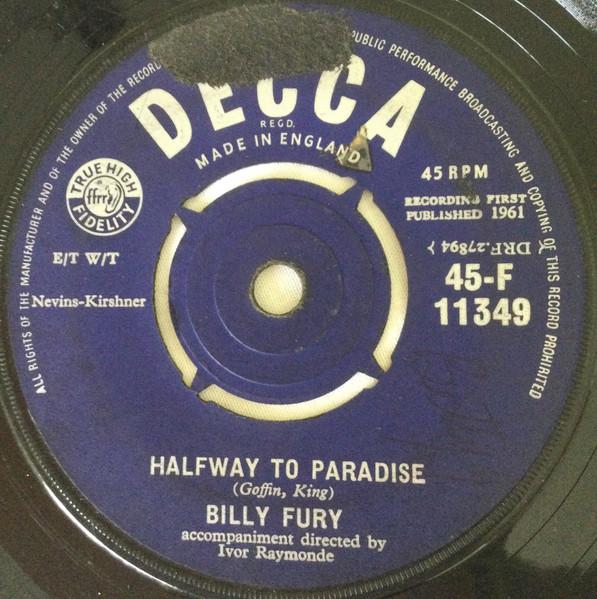 ALL RIGHTS OF THE MANUFACTURER AND OF THE OWNER OF THE RECORD
PUBLIC PERFORMANCE BROADCASTING AND COPYING OF THIS RECORD PROHIBITED
DECCA
REGD.
MADE IN ENGLAND
TRUE HIGH
ffrr
FIDELITY
45 RPM
RECORDING FIRST
PUBLISHED 1961
E/T W/T
DRF.27894
Nevins-Kirshner
45-F
11349
HALFWAY TO PARADISE
(Goffin, King)
BILLY FURY
accompaniment directed by
Ivor Raymonde